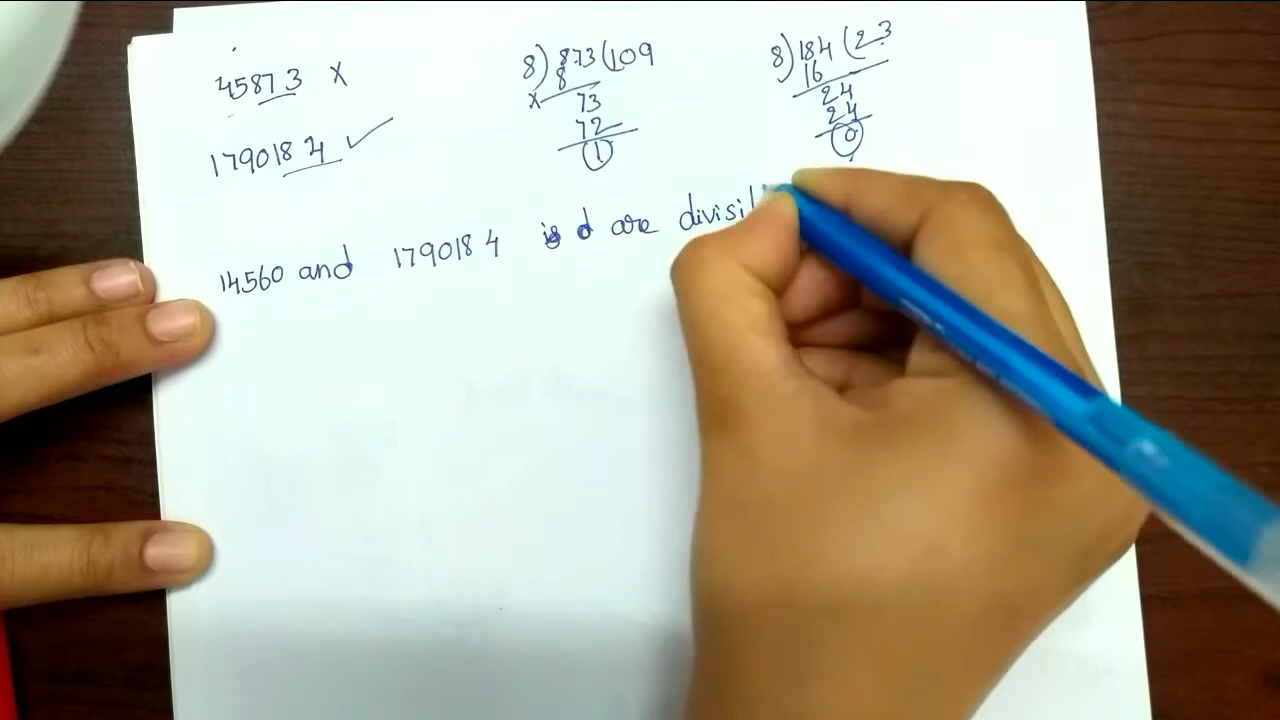 45873 X
1790184 ✓
8) 873 (109
8
X 73
72
1
8) 184 (23
16
24
24
0
14560 and 1790184 are divisi